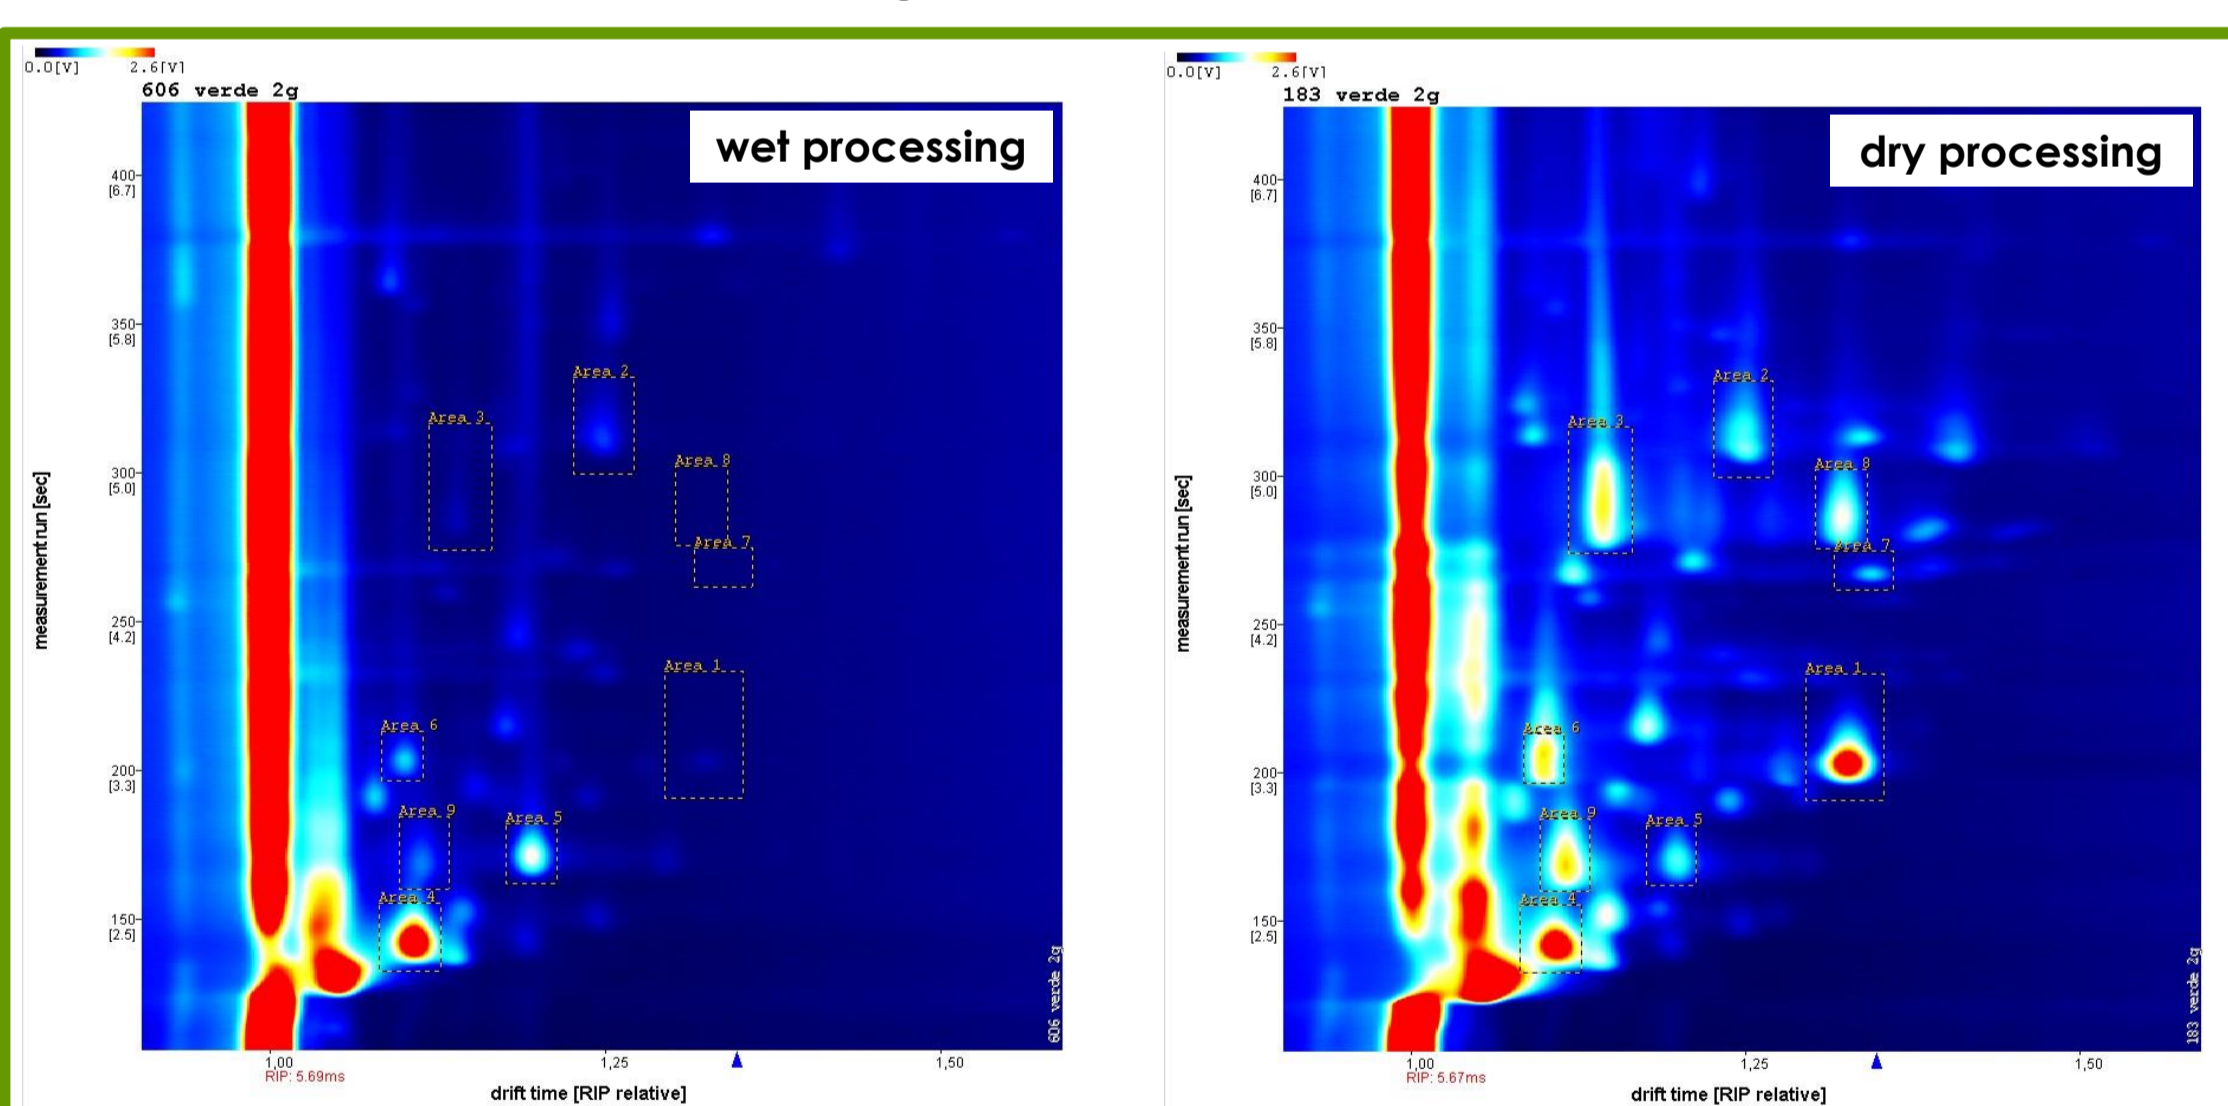 0.0[V] 2.6[V]
606 verde 2g
wet processing
measurement run [sec]
400
[6.7]
350
[5.8]
300
[5.0]
250
[4.2]
200
[3.3]
150
[2.5]
Area 2
Area 3
Area 8
Area 7
Area 1
Area 6
Area 9
Area 5
Area 4
606 verde 2g
1,00 1,25 1,50
RIP: 5.69ms
drift time [RIP relative]
0.0[V] 2.6[V]
183 verde 2g
dry processing
measurement run [sec]
400
[6.7]
350
[5.8]
300
[5.0]
250
[4.2]
200
[3.3]
150
[2.5]
Area 2
Area 3
Area 8
Area 7
Area 1
Area 6
Area 9
Area 5
Area 4
183 verde 2g
1,00 1,25 1,50
RIP: 5.67ms
drift time [RIP relative]